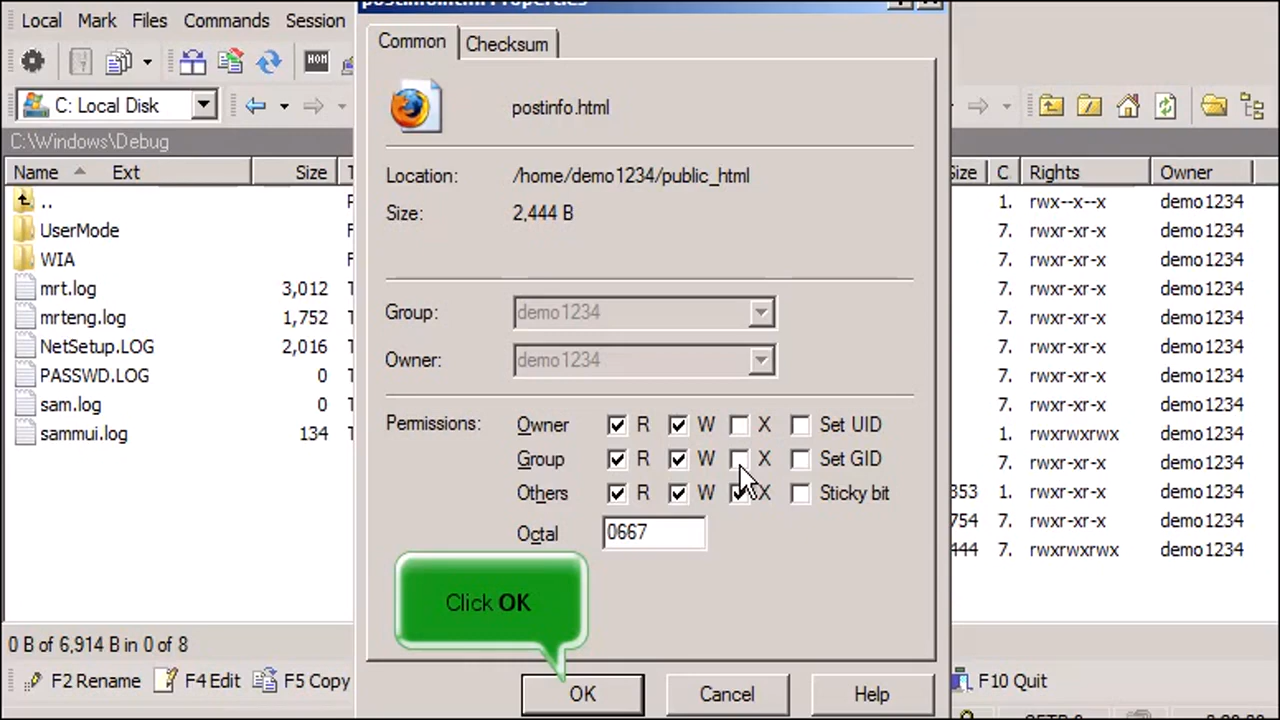 Local Mark Files Commands Session
postinfo.html Properties
Common Checksum
C: Local Disk
C:\Windows\Debug
Name Ext Size
..
UserMode
WIA
mrt.log 3,012
mrteng.log 1,752
NetSetup.LOG 2,016
PASSWD.LOG 0
sam.log 0
sammui.log 134
0 B of 6,914 B in 0 of 8
F2 Rename F4 Edit F5 Copy
postinfo.html
Location: /home/demo1234/public_html
Size: 2,444 B
Group: demo1234
Owner: demo1234
Permissions: Owner R W X Set UID
Group R W X Set GID
Others R W X Sticky bit
Octal 0667
Click OK
OK Cancel Help
Size C Rights Owner
1. rwx--x--x demo1234
7. rwxr-xr-x demo1234
7. rwxr-xr-x demo1234
7. rwxr-xr-x demo1234
7. rwxr-xr-x demo1234
7. rwxr-xr-x demo1234
7. rwxr-xr-x demo1234
7. rwxr-xr-x demo1234
1. rwxrwxrwx demo1234
7. rwxr-xr-x demo1234
353 1. rwxr-xr-x demo1234
754 7. rwxr-xr-x demo1234
444 7. rwxrwxrwx demo1234
F10 Quit